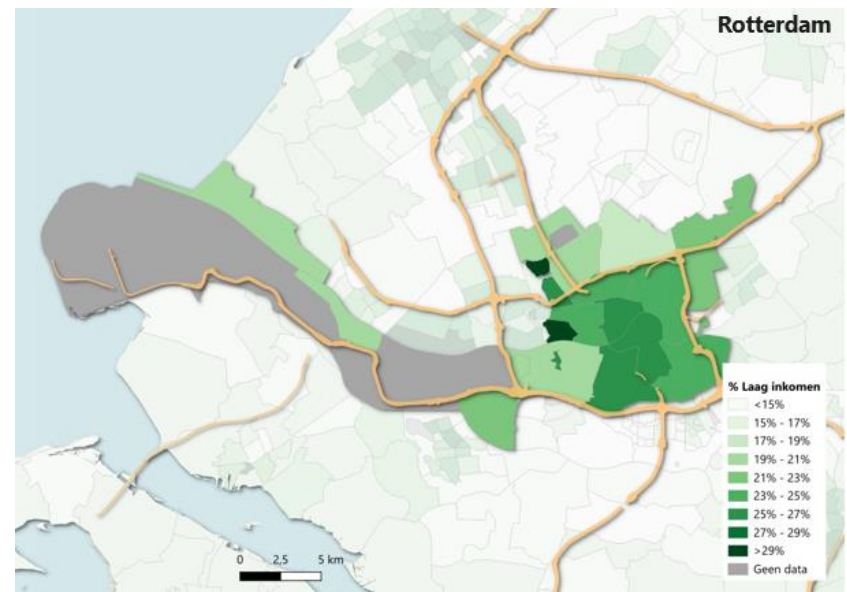 Rotterdam
% Laag inkomen
<15%
15% - 17%
17% - 19%
19% - 21%
21% - 23%
23% - 25%
25% - 27%
27% - 29%
>29%
Geen data
0 2,5 5 km